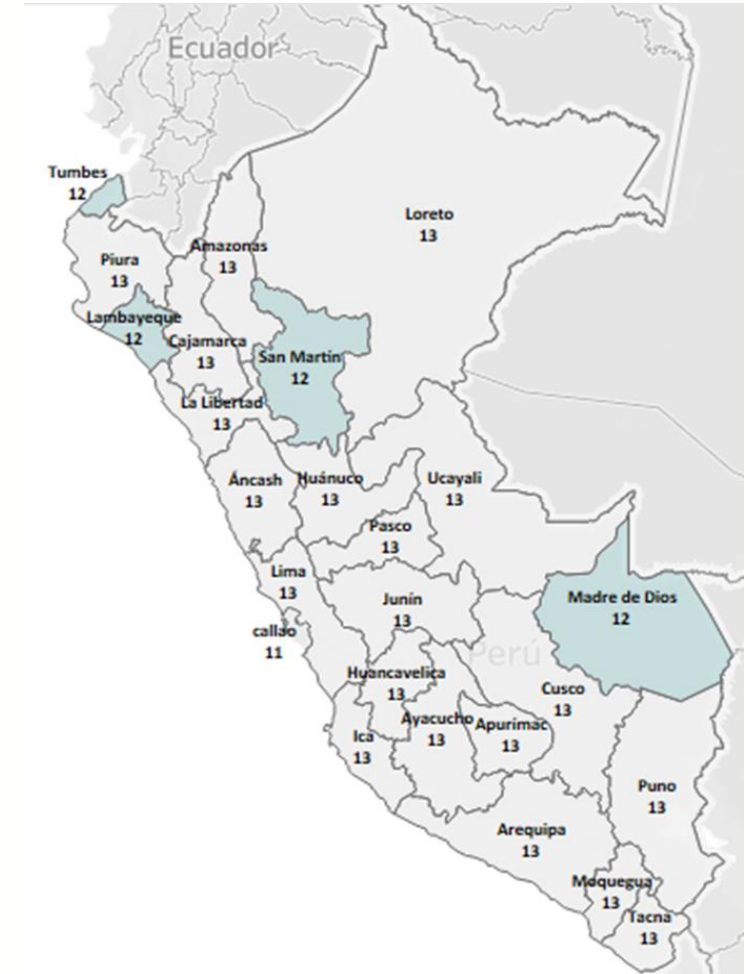 Ecuador
Tumbes
12
Loreto
13
Amazonas
13
Piura
13
Lambayeque
12
Cajamarca
13
San Martin
12
La Libertad
13
Áncash
13
Huánuco
13
Ucayali
13
Pasco
13
Lima
13
Junín
13
Madre de Dios
12
callao
11
Perú
Huancavelica
13
Cusco
13
Ayacucho
13
Apurimac
13
Ica
13
Puno
13
Arequipa
13
Moquegua
13
Tacna
13